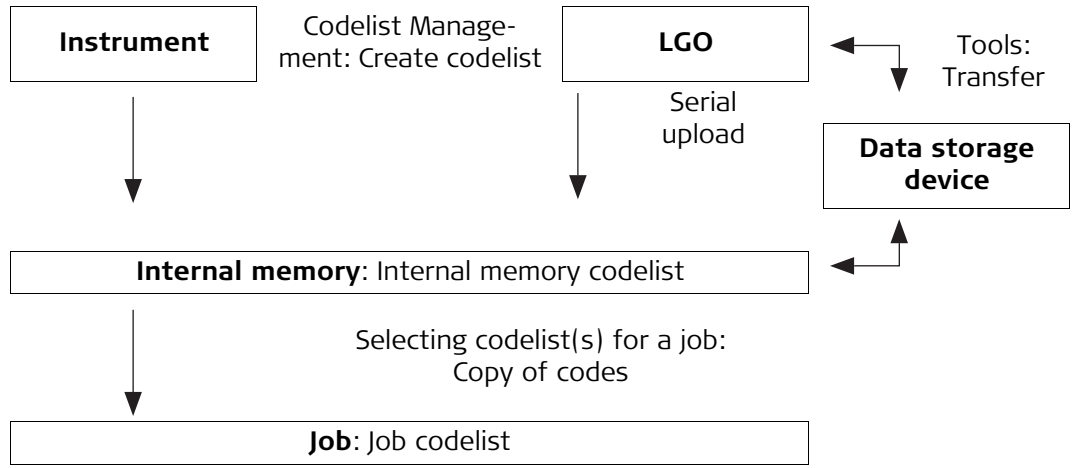 Instrument
Codelist Manage-
ment: Create codelist
LGO
Tools:
Transfer
Serial
upload
Data storage
device
Internal memory: Internal memory codelist
Selecting codelist(s) for a job:
Copy of codes
Job: Job codelist